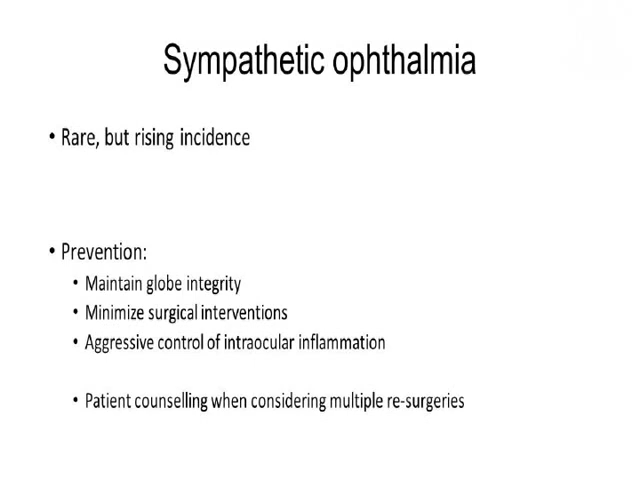 Sympathetic ophthalmia
• Rare, but rising incidence
• Prevention:
• Maintain globe integrity
• Minimize surgical interventions
• Aggressive control of intraocular inflammation
• Patient counselling when considering multiple re-surgeries